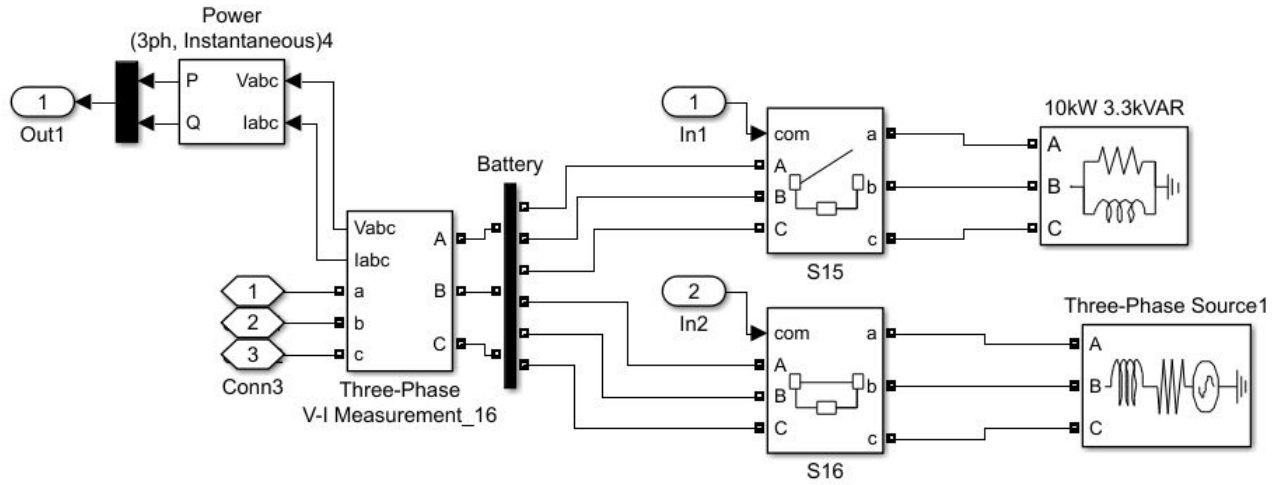 Power
(3ph, Instantaneous)4
P
Vabc
Q
Iabc
1
Out1
Vabc
Iabc
a
b
c
A
B
C
1
2
3
Conn3
Three-Phase
V-I Measurement_16
Battery
1
In1
com
A
B
C
a
b
c
S15
10kW 3.3kVAR
A
B
C
2
In2
com
A
B
C
a
b
c
S16
Three-Phase Source1
A
B
C